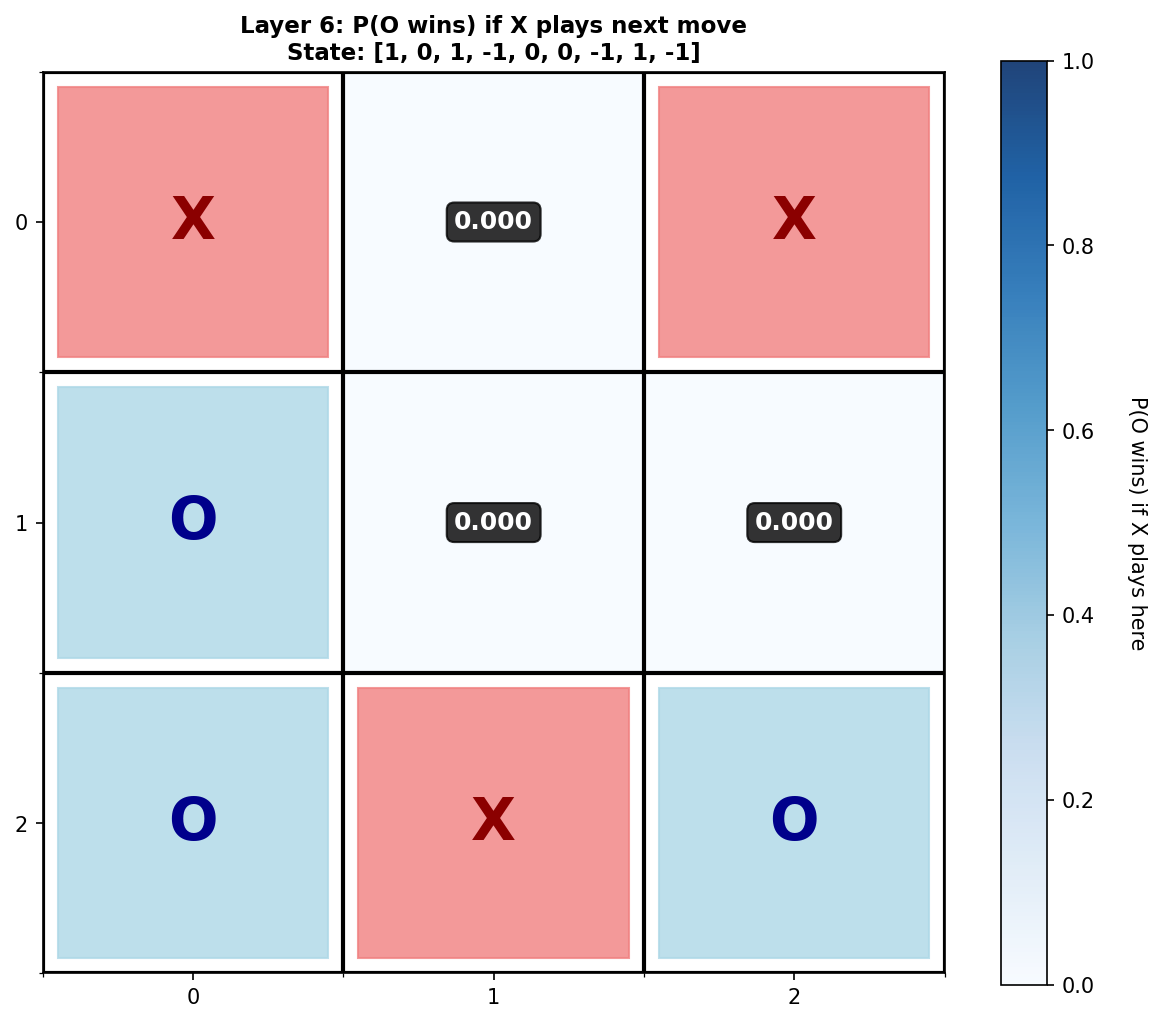 Layer 6: P(O wins) if X plays next move
State: [1, 0, 1, -1, 0, 0, -1, 1, -1]
X
0.000
X
O
0.000
0.000
O
X
O
0
1
2
0
1
2
1.0
0.8
0.6
0.4
0.2
0.0
P(O wins) if X plays here